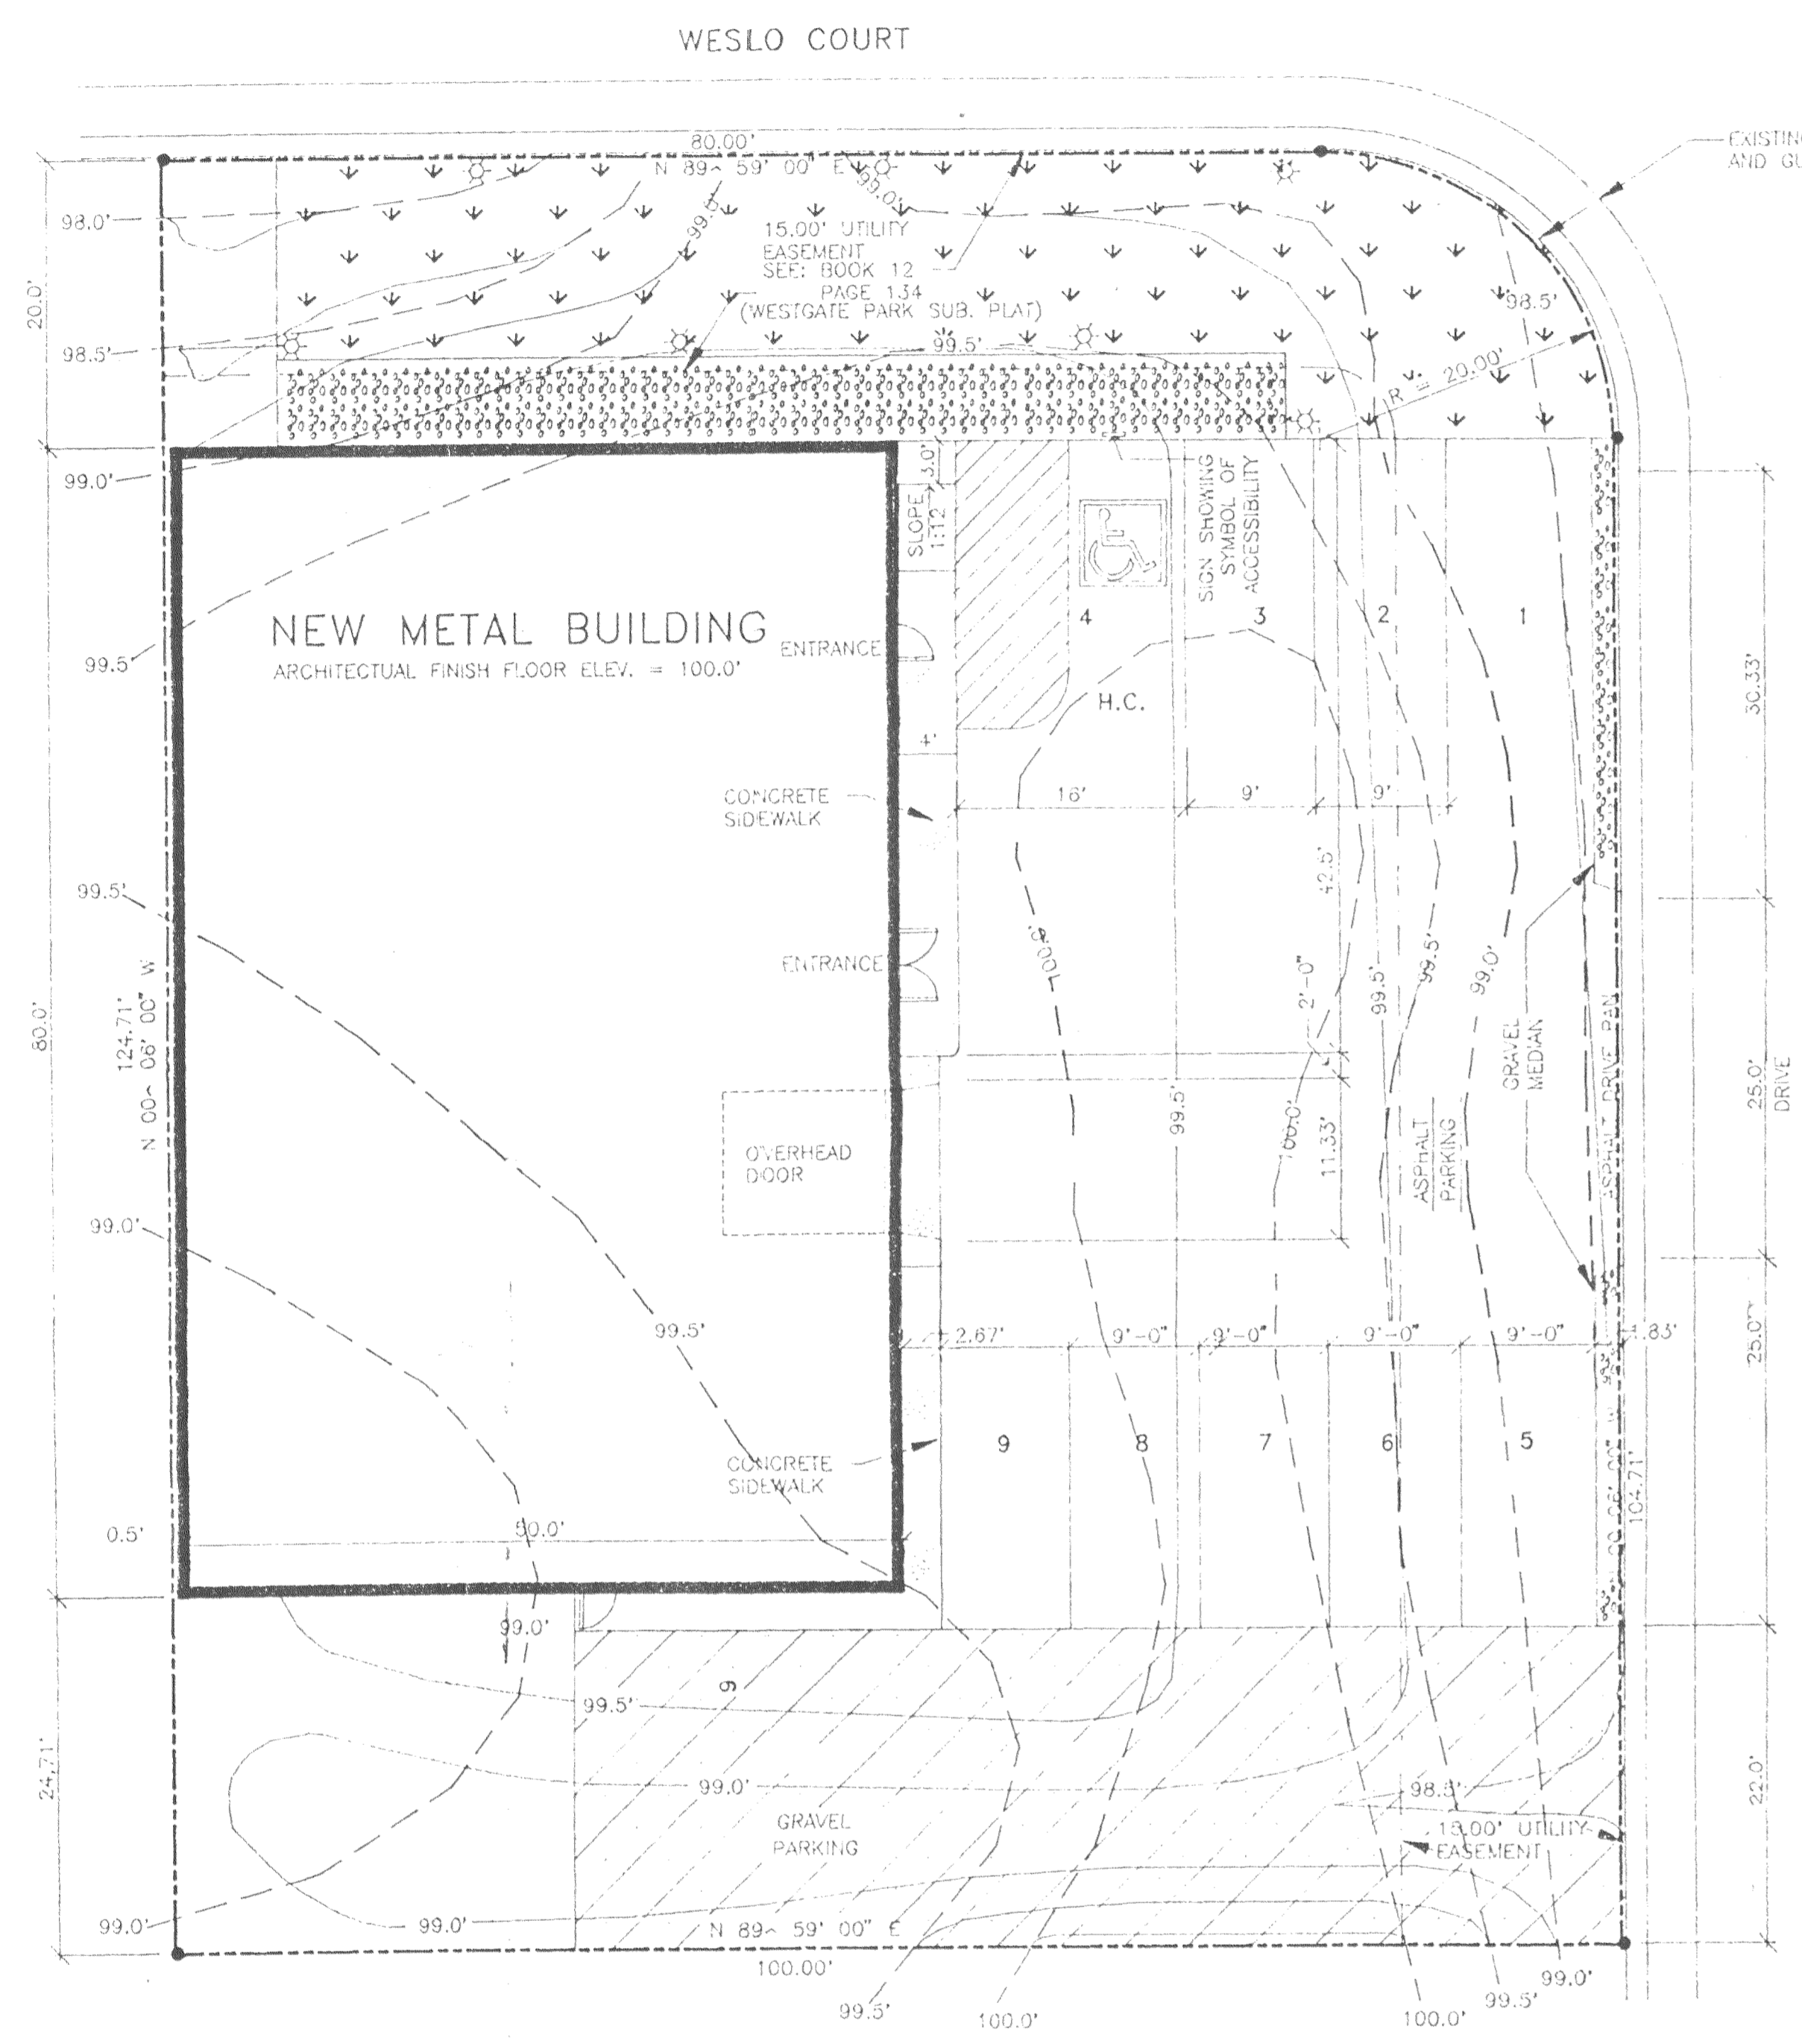 WESLO COURT
80.00'
N 89~ 59' 00" E
EXISTING
98.0'
99.0'
15.00' UTILITY
EASEMENT
SEE: BOOK 12
PAGE 134
(WESTGATE PARK SUB. PLAT)
98.5'
20.0'
98.5'
99.5'
R = 20.00'
99.0'
3.0'
SLOPE
1:12
SIGN SHOWING
SYMBOL OF
ACCESSIBILITY
NEW METAL BUILDING
ARCHITECTUAL FINISH FLOOR ELEV. = 100.0'
ENTRANCE
4
3
2
1
99.5'
30.33'
H.C.
4'
CONCRETE
SIDEWALK
16'
9'
9'
42.5'
99.5'
ENTRANCE
2'-0"
99.5'
99.5'
99.0'
GRAVEL
MEDIAN
ASPHALT DRIVE PAN
80.0'
124.71'
N 00~ 06' 00" W
OVERHEAD
DOOR
99.5'
100.0'
11.33'
ASPHALT
PARKING
25.0'
DRIVE
99.0'
99.5'
2.67'
9'-0"
9'-0"
9'-0"
9'-0"
1.83'
25.0'
CONCRETE
SIDEWALK
9
8
7
6
5
104.71'
0.5'
50.0'
99.0'
9
99.5'
99.0'
98.5'
24.71'
22.0'
GRAVEL
PARKING
15.00' UTILITY
EASEMENT
99.0'
99.0'
N 89~ 59' 00" E
100.00'
99.5'
100.0'
100.0'
99.5'
99.0'